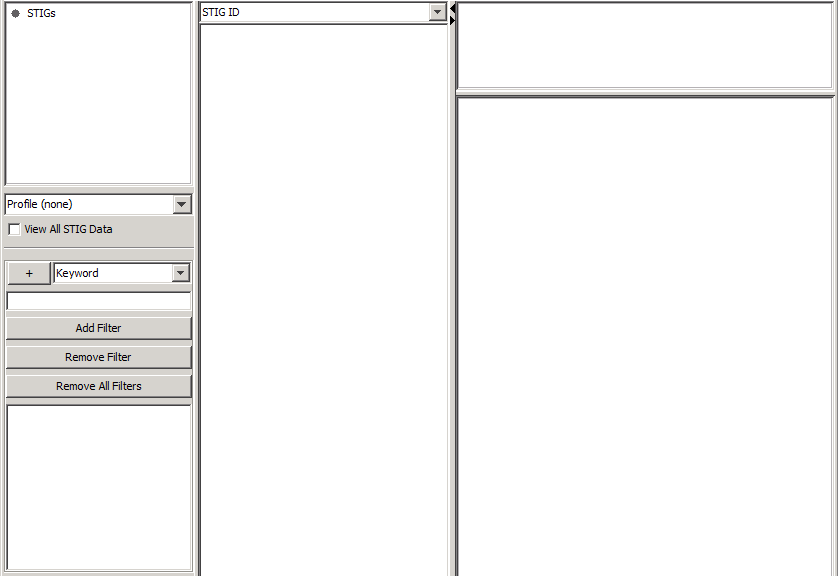 STIGs
Profile (none)
View All STIG Data
+
Keyword
Add Filter
Remove Filter
Remove All Filters
STIG ID